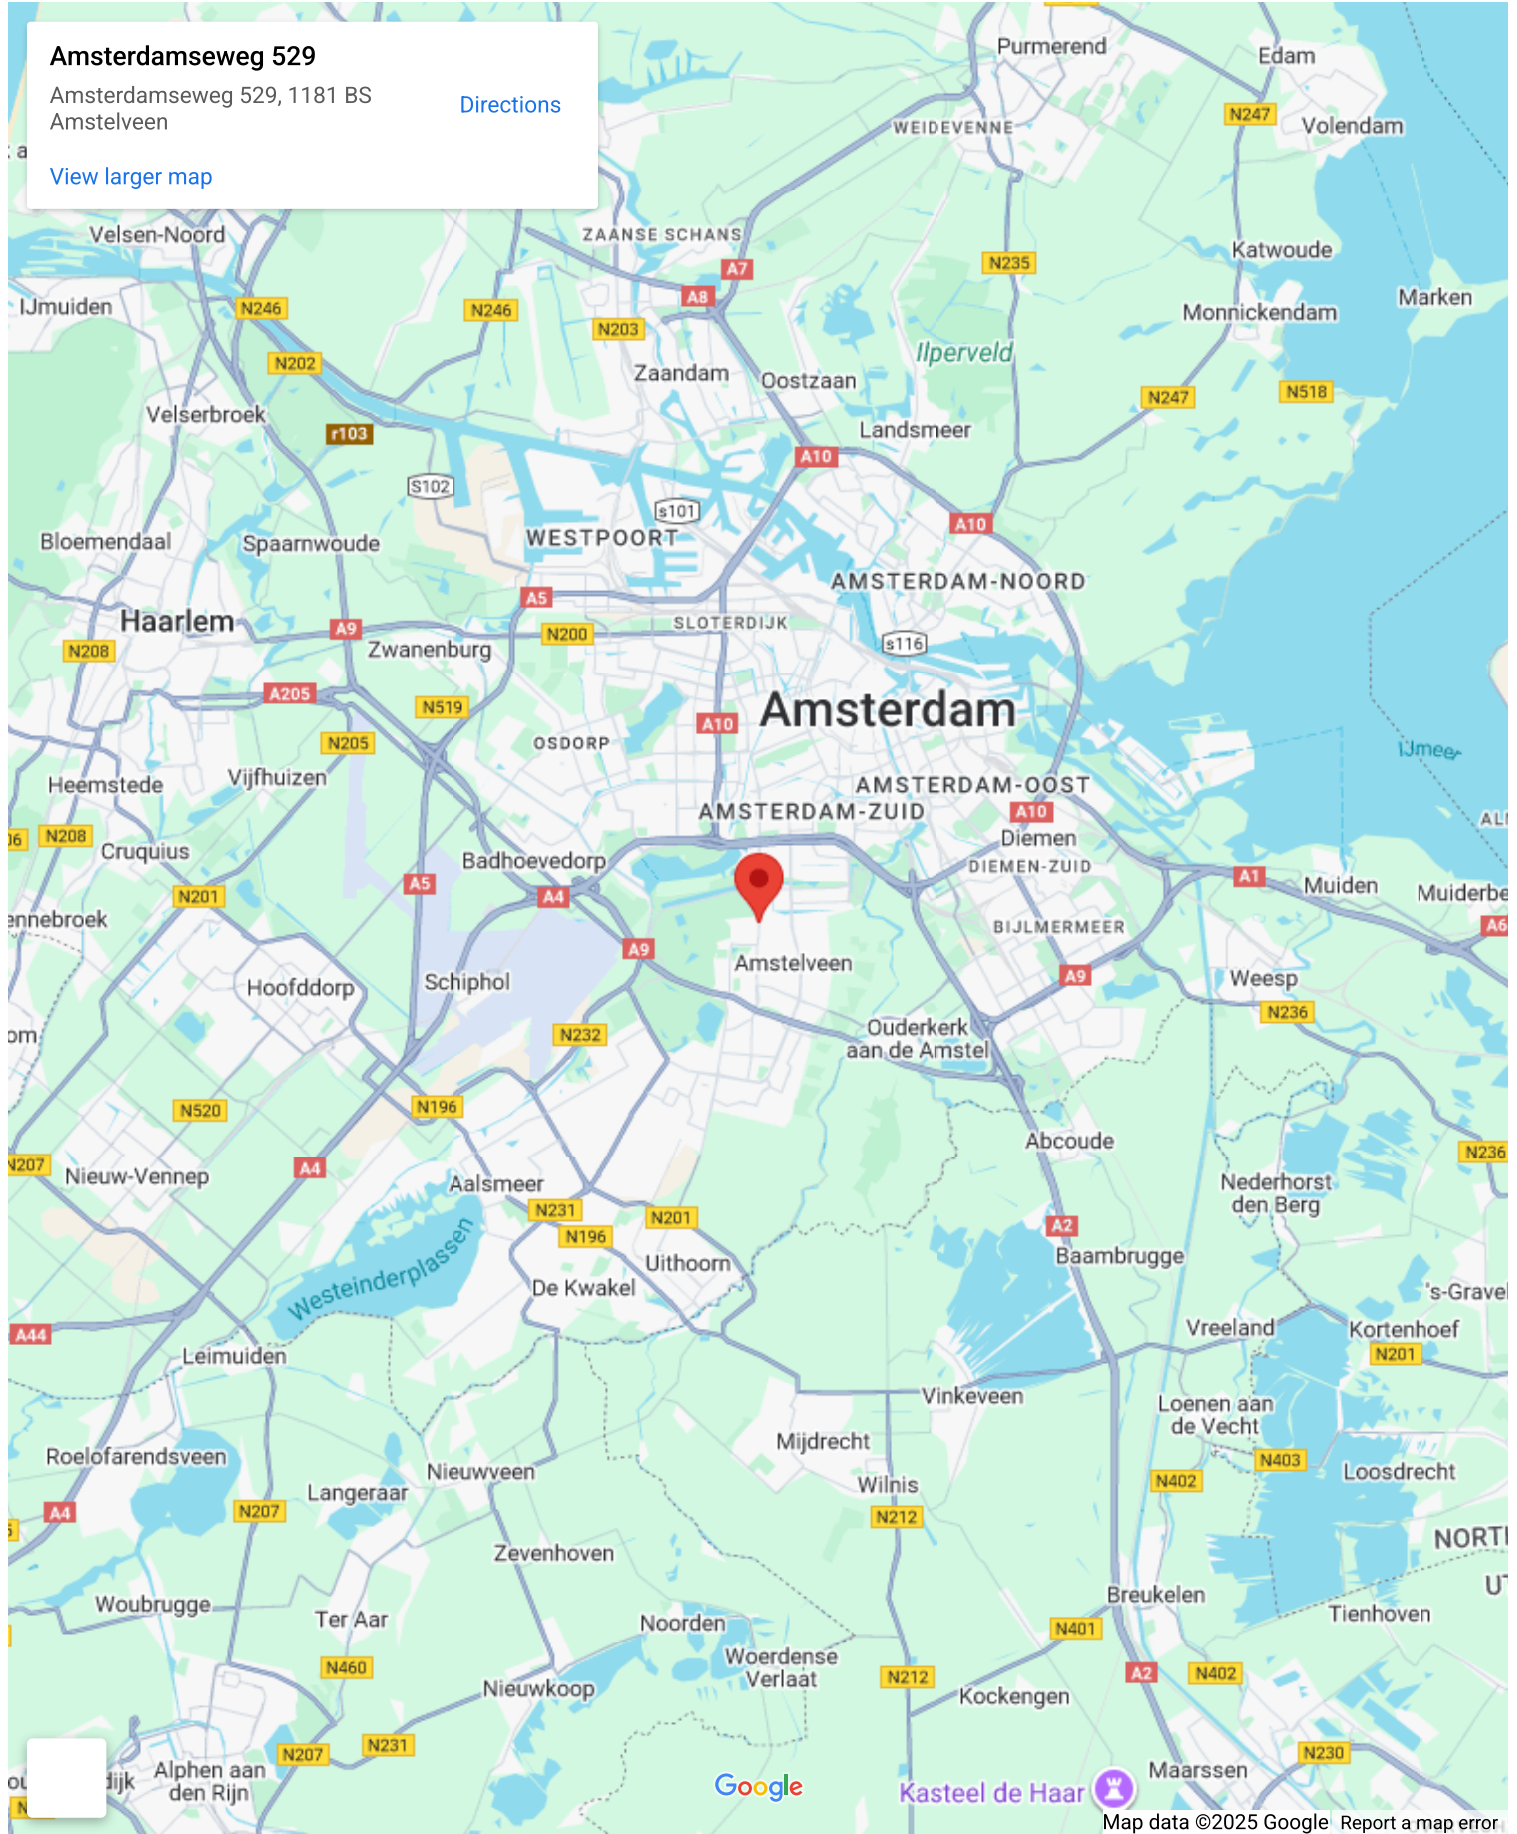 Amsterdamseweg 529
Amsterdamseweg 529, 1181 BS
Amstelveen
Directions
View larger map
Purmerend
Edam
N247
WEIDEVENNE
Volendam
Velsen-Noord
ZAANSE SCHANS
A7
N235
Katwoude
A8
Marken
IJmuiden
N246
N246
N203
Monnickendam
Ilperveld
N202
Zaandam
Oostzaan
N247
N518
Velserbroek
r103
Landsmeer
A10
S102
s101
A10
Bloemendaal
Spaarnwoude
WESTPOORT
AMSTERDAM-NOORD
A5
Haarlem
A9
N200
SLOTERDIJK
s116
N208
Zwanenburg
A205
N519
A10
Amsterdam
N205
OSDORP
IJmeer
Heemstede
Vijfhuizen
AMSTERDAM-OOST
AMSTERDAM-ZUID
A10
N208
Cruquius
Badhoevedorp
Diemen
DIEMEN-ZUID
A5
A4
N201
A1
Muiden
Muiderbe
ennebroek
A6
BIJLMERMEER
A9
Amstelveen
A9
Weesp
Hoofddorp
Schiphol
N236
N232
Ouderkerk
aan de Amstel
N520
N196
Abcoude
N207
Nieuw-Vennep
A4
Aalsmeer
N236
Nederhorst
den Berg
N231
N201
N196
A2
Westeinderplassen
Uithoorn
Baambrugge
De Kwakel
's-Gravel
A44
Vreeland
Kortenhoef
N201
Leimuiden
Vinkeveen
Loenen aan
de Vecht
Mijdrecht
Roelofarendsveen
Nieuwveen
N403
Loosdrecht
Langeraar
Wilnis
N402
A4
N207
N212
NORTH
Zevenhoven
UT
Woubrugge
Ter Aar
Noorden
Breukelen
Tienhoven
N401
Woerdense
Verlaat
N460
N212
A2
N402
Nieuwkoop
Kockengen
N207
N231
N230
Alphen aan
den Rijn
Maarssen
dijk
Google
Kasteel de Haar
Map data ©2025 Google
Report a map error